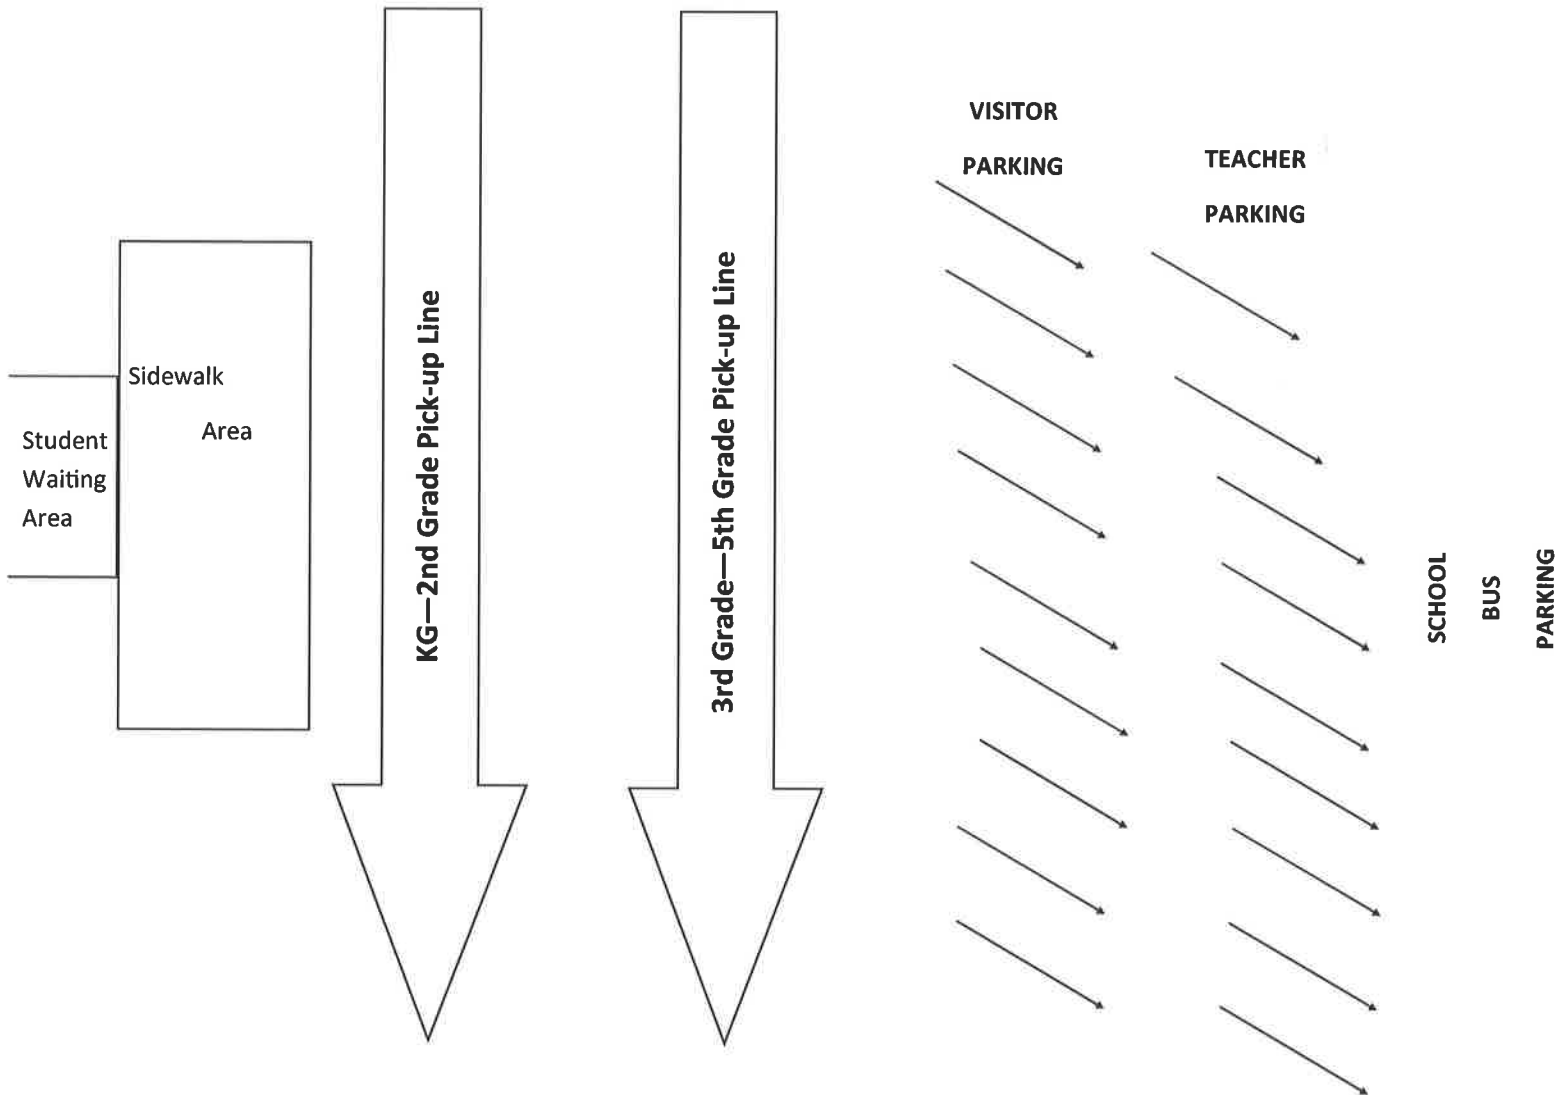 Student
Waiting
Area
Sidewalk
Area
KG—2nd Grade Pick-up Line
3rd Grade—5th Grade Pick-up Line
VISITOR
PARKING
TEACHER
PARKING
SCHOOL
BUS
PARKING